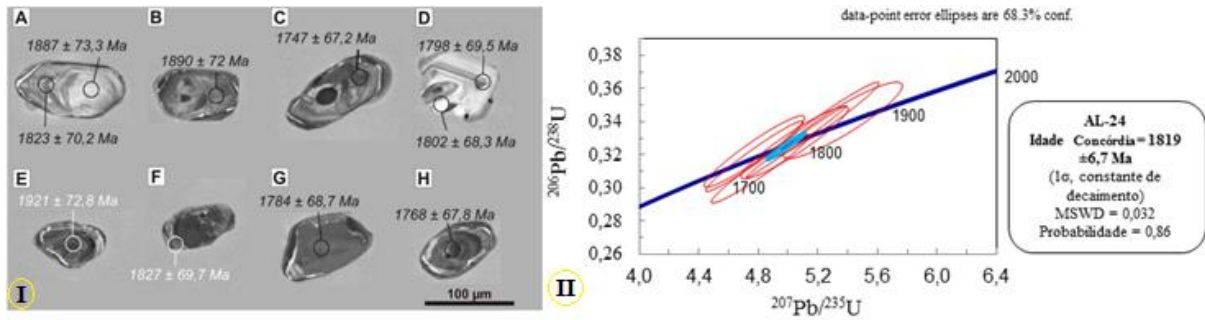 A
B
C
D
1887 ± 73,3 Ma
1890 ± 72 Ma
1747 ± 67,2 Ma
1798 ± 69,5 Ma
1823 ± 70,2 Ma
1802 ± 68,3 Ma
E
F
G
H
1921 ± 72,8 Ma
1784 ± 68,7 Ma
1768 ± 67,8 Ma
1827 ± 69,7 Ma
100 µm
I
data-point error ellipses are 68.3% conf.
0,38
0,36
0,34
0,32
0,30
0,28
0,26
²⁰⁶Pb/²³⁸U
2000
1900
1800
1700
4,0
4,4
4,8
5,2
5,6
6,0
6,4
²⁰⁷Pb/²³⁵U
II
AL-24
Idade Concórdia = 1819
±6,7 Ma
(1σ, constante de
decaimento)
MSWD = 0,032
Probabilidade = 0,86